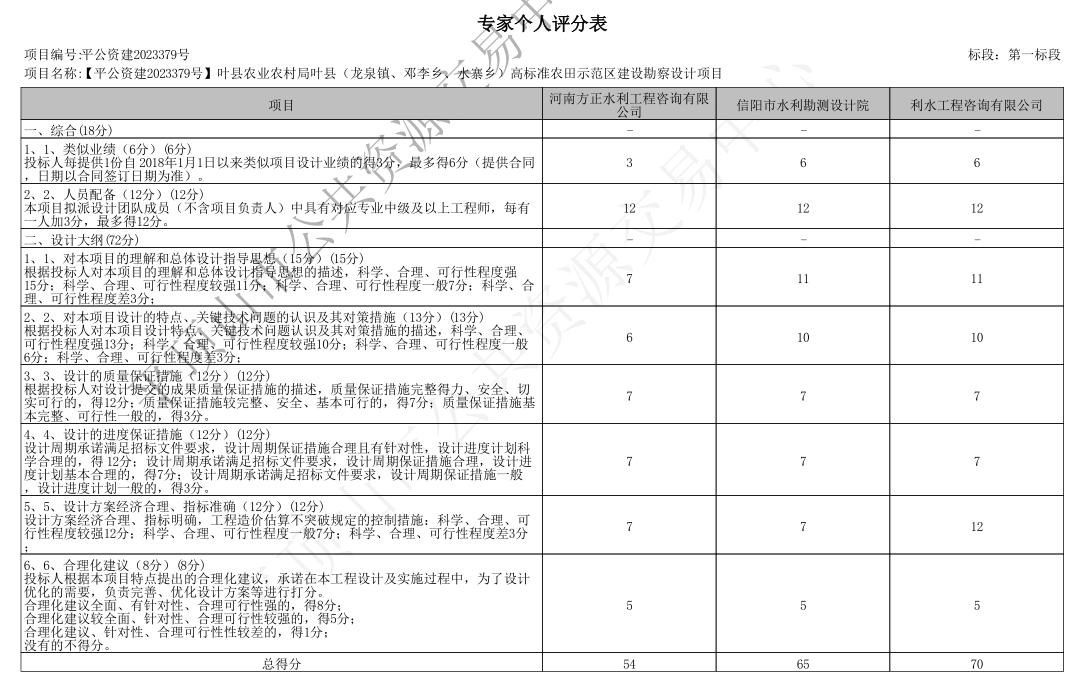 专家个人评分表
项目编号:平公资建2023379号
标段：第一标段
项目名称:【平公资建2023379号】叶县农业农村局叶县（龙泉镇、邓李乡、水寨乡）高标准农田示范区建设勘察设计项目
项目
河南方正水利工程咨询有限
公司
信阳市水利勘测设计院
利水工程咨询有限公司
一、综合(18分)
–
–
–
1、1、类似业绩（6分）(6分)
投标人每提供1份自2018年1月1日以来类似项目设计业绩的得3分，最多得6分（提供合同
，日期以合同签订日期为准）。
3
6
6
2、2、人员配备（12分）(12分)
本项目拟派设计团队成员（不含项目负责人）中具有对应专业中级及以上工程师，每有
一人加3分，最多得12分。
12
12
12
二、设计大纲(72分)
–
–
–
1、1、对本项目的理解和总体设计指导思想（15分）(15分)
根据投标人对本项目的理解和总体设计指导思想的描述，科学、合理、可行性程度强
15分；科学、合理、可行性程度较强11分；科学、合理、可行性程度一般7分；科学、合
理、可行性程度差3分；
7
11
11
2、2、对本项目设计的特点、关键技术问题的认识及其对策措施（13分）(13分)
根据投标人对本项目设计特点、关键技术问题认识及其对策措施的描述，科学、合理、
可行性程度强13分；科学、合理、可行性程度较强10分；科学、合理、可行性程度一般
6分；科学、合理、可行性程度差3分；
6
10
10
3、3、设计的质量保证措施（12分）(12分)
根据投标人对设计提交的成果质量保证措施的描述，质量保证措施完整得力、安全、切
实可行的，得12分；质量保证措施较完整、安全、基本可行的，得7分；质量保证措施基
本完整、可行性一般的，得3分。
7
7
7
4、4、设计的进度保证措施（12分）(12分)
设计周期承诺满足招标文件要求，设计周期保证措施合理且有针对性，设计进度计划科
学合理的，得 12分；设计周期承诺满足招标文件要求，设计周期保证措施合理，设计进
度计划基本合理的，得7分；设计周期承诺满足招标文件要求，设计周期保证措施一般
，设计进度计划一般的，得3分。
7
7
7
5、5、设计方案经济合理、指标准确（12分）(12分)
设计方案经济合理、指标明确，工程造价估算不突破规定的控制措施：科学、合理、可
行性程度较强12分；科学、合理、可行性程度一般7分；科学、合理、可行性程度差3分
；
7
7
12
6、6、合理化建议（8分）(8分)
投标人根据本项目特点提出的合理化建议，承诺在本工程设计及实施过程中，为了设计
优化的需要，负责完善、优化设计方案等进行打分。
合理化建议全面、有针对性、合理可行性强的，得8分；
合理化建议较全面、针对性、合理可行性较强的，得5分；
合理化建议、针对性、合理可行性性较差的，得1分；
没有的不得分。
5
5
5
总得分
54
65
70
平顶山市公共资源交易中
顶山市公共资源交易中心